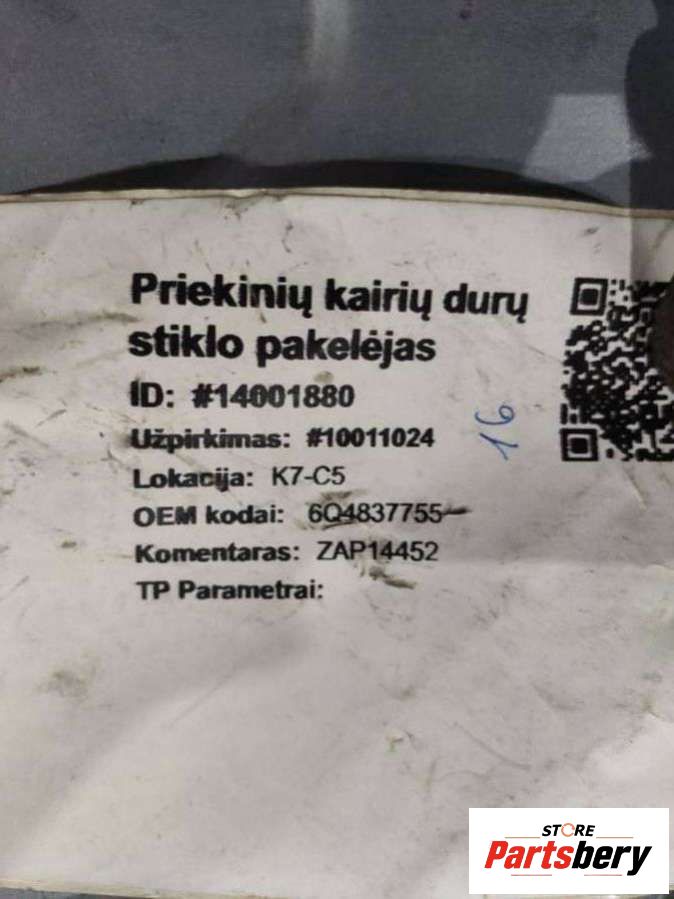 Priekinių kairių durų
stiklo pakelėjas
ID: #14001880
Užpirkimas: #10011024
16
Lokacija: K7-C5
OEM kodai: 6Q4837755
Komentaras: ZAP14452
TP Parametrai:
STORE
Partsbery